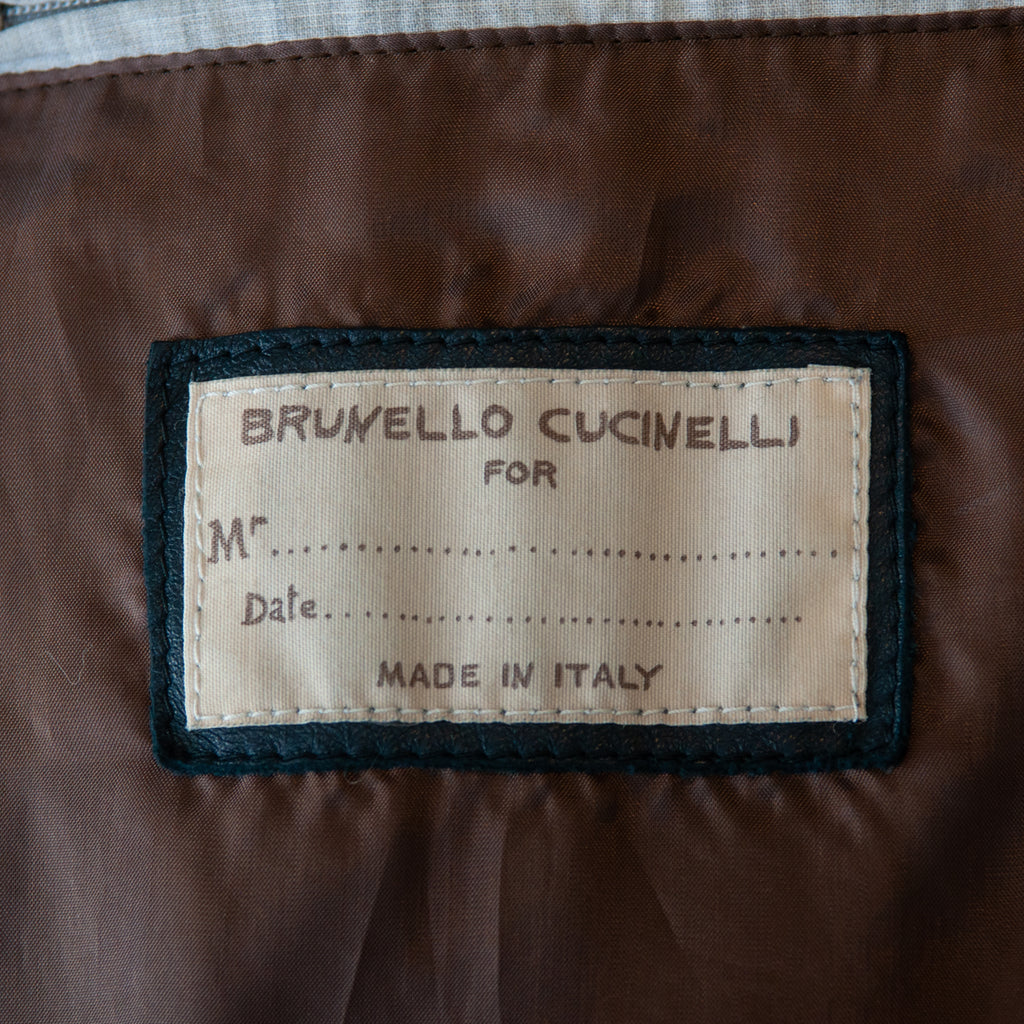 BRUNELLO CUCINELLI
FOR
Mr.......................................
Date.................................
MADE IN ITALY